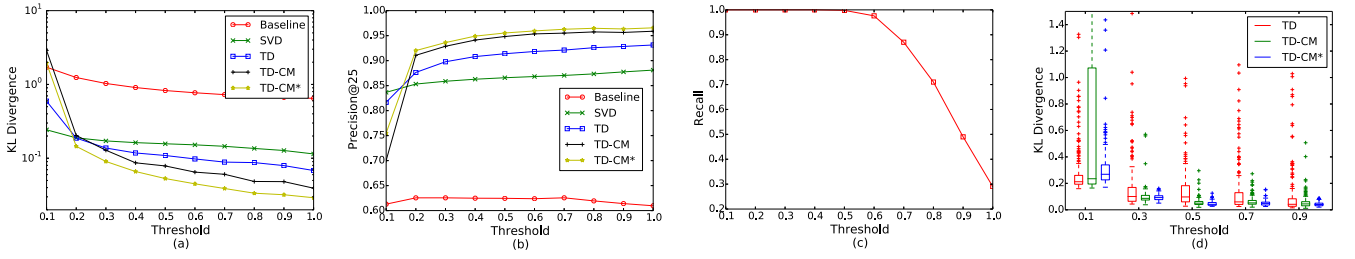 10^1
10^0
10^-1
KL Divergence
0.1 0.2 0.3 0.4 0.5 0.6 0.7 0.8 0.9 1.0
Threshold
(a)
Baseline
SVD
TD
TD-CM
TD-CM*
1.00
0.95
0.90
0.85
0.80
0.75
0.70
0.65
0.60
Precision@25
0.1 0.2 0.3 0.4 0.5 0.6 0.7 0.8 0.9 1.0
Threshold
(b)
Baseline
SVD
TD
TD-CM
TD-CM*
1.0
0.9
0.8
0.7
0.6
0.5
0.4
0.3
0.2
Recall
0.1 0.2 0.3 0.4 0.5 0.6 0.7 0.8 0.9 1.0
Threshold
(c)
1.4
1.2
1.0
0.8
0.6
0.4
0.2
0.0
KL Divergence
0.1 0.3 0.5 0.7 0.9
Threshold
(d)
TD
TD-CM
TD-CM*